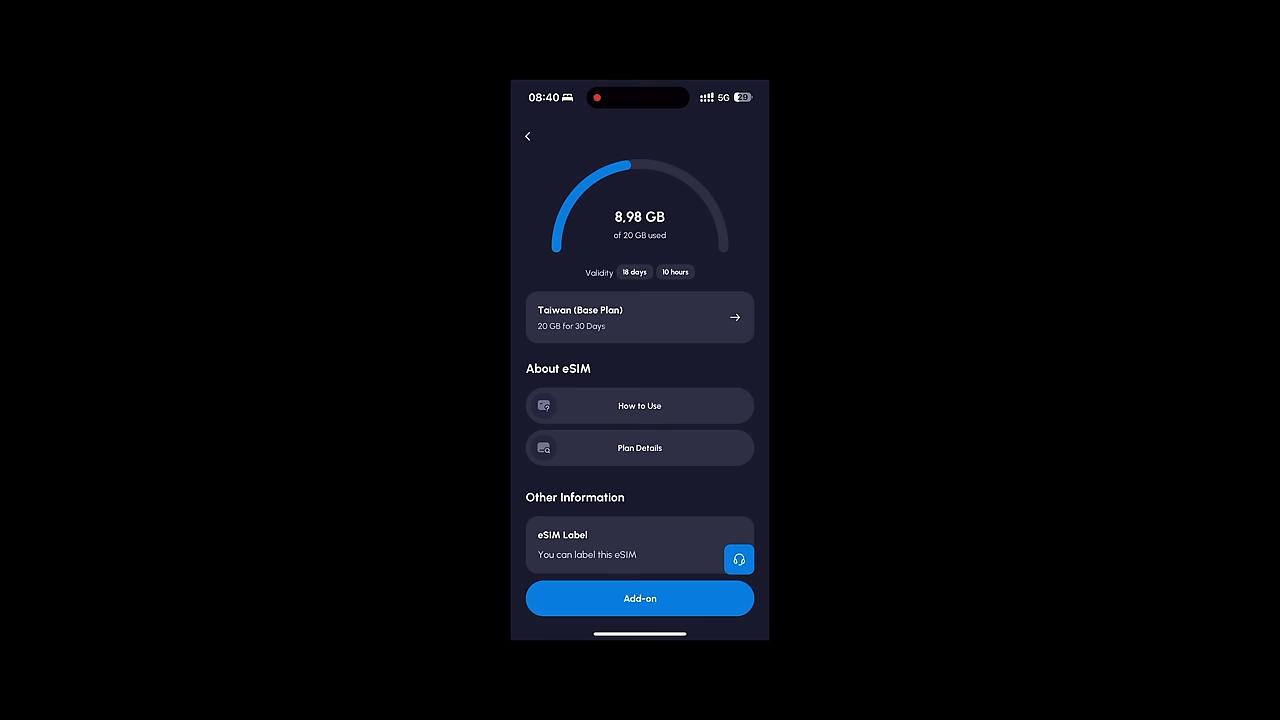 08:40
5G
29
8,98 GB
of 20 GB used
Validity 18 days 10 hours
Taiwan (Base Plan)
20 GB for 30 Days
About eSIM
How to Use
Plan Details
Other Information
eSIM Label
You can label this eSIM
Add-on